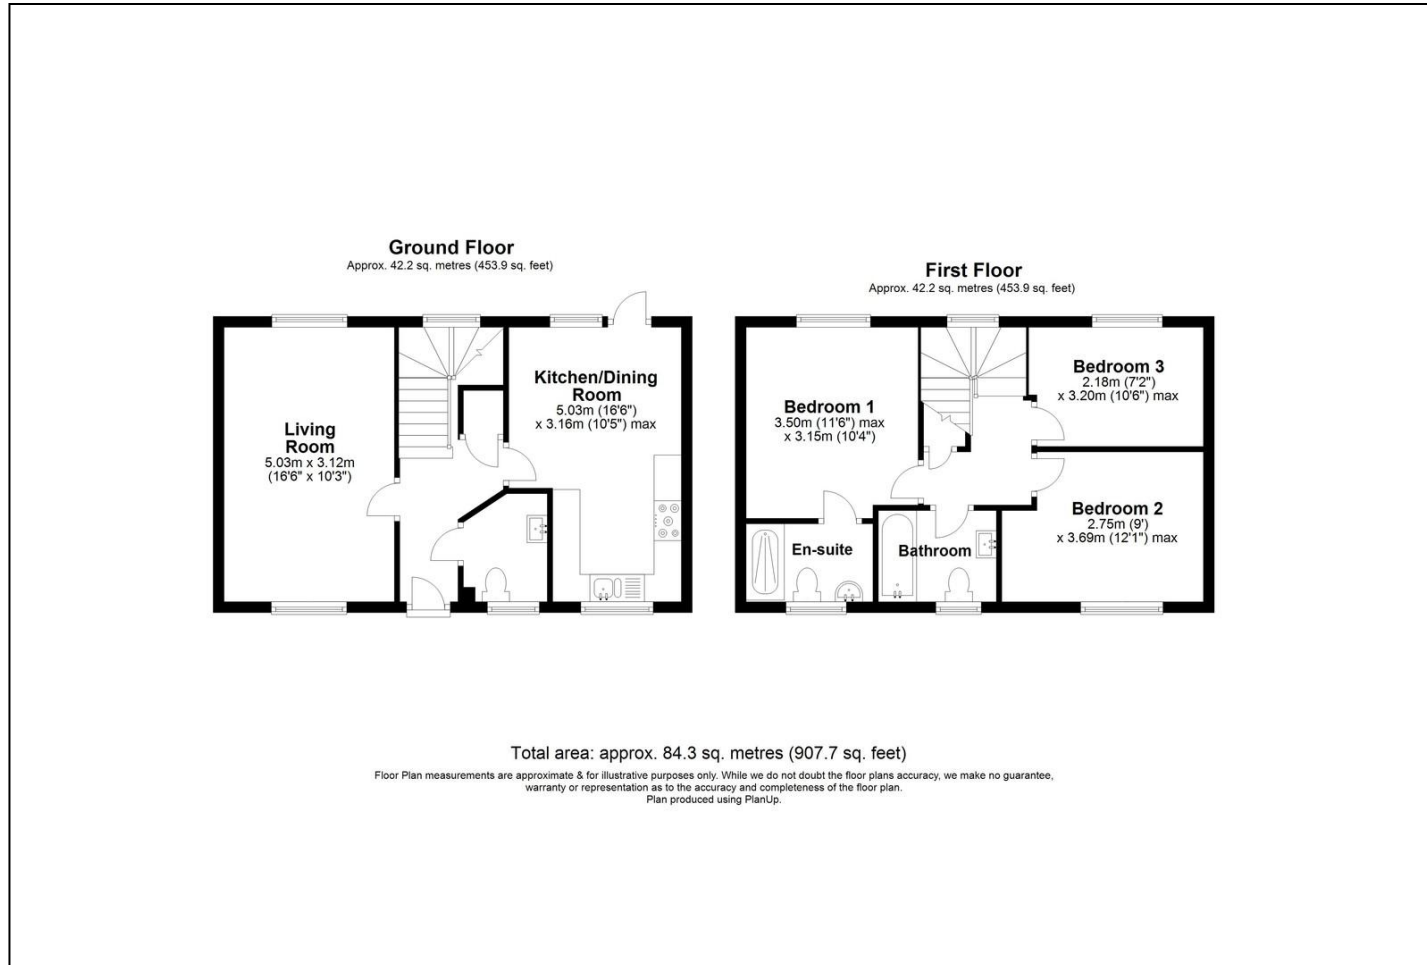 Ground Floor
Approx. 42.2 sq. metres (453.9 sq. feet)
Living
Room
5.03m x 3.12m
(16'6" x 10'3")
Kitchen/Dining
Room
5.03m (16'6")
x 3.16m (10'5") max
First Floor
Approx. 42.2 sq. metres (453.9 sq. feet)
Bedroom 1
3.50m (11'6") max
x 3.15m (10'4")
Bedroom 3
2.18m (7'2")
x 3.20m (10'6") max
Bedroom 2
2.75m (9')
x 3.69m (12'1") max
En-suite
Bathroom
Total area: approx. 84.3 sq. metres (907.7 sq. feet)
Floor Plan measurements are approximate & for illustrative purposes only. While we do not doubt the floor plans accuracy, we make no guarantee,
warranty or representation as to the accuracy and completeness of the floor plan.
Plan produced using PlanUp.